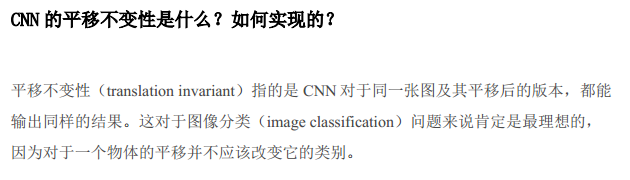 CNN 的平移不变性是什么？如何实现的？
平移不变性（translation invariant）指的是 CNN 对于同一张图及其平移后的版本，都能
输出同样的结果。这对于图像分类（image classification）问题来说肯定是最理想的，
因为对于一个物体的平移并不应该改变它的类别。